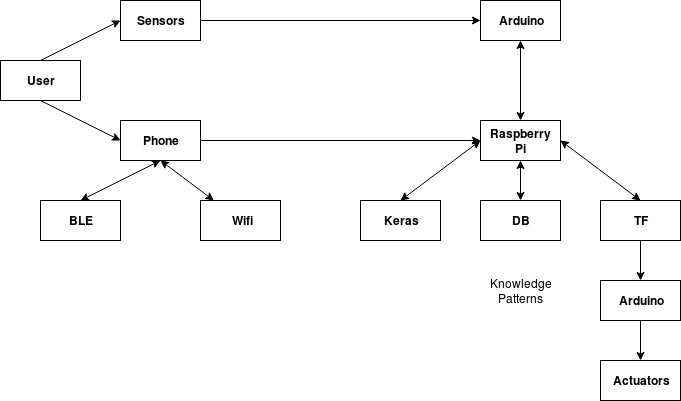 Sensors
Arduino
User
Phone
Raspberry
Pi
BLE
Wifi
Keras
DB
TF
Knowledge
Patterns
Arduino
Actuators